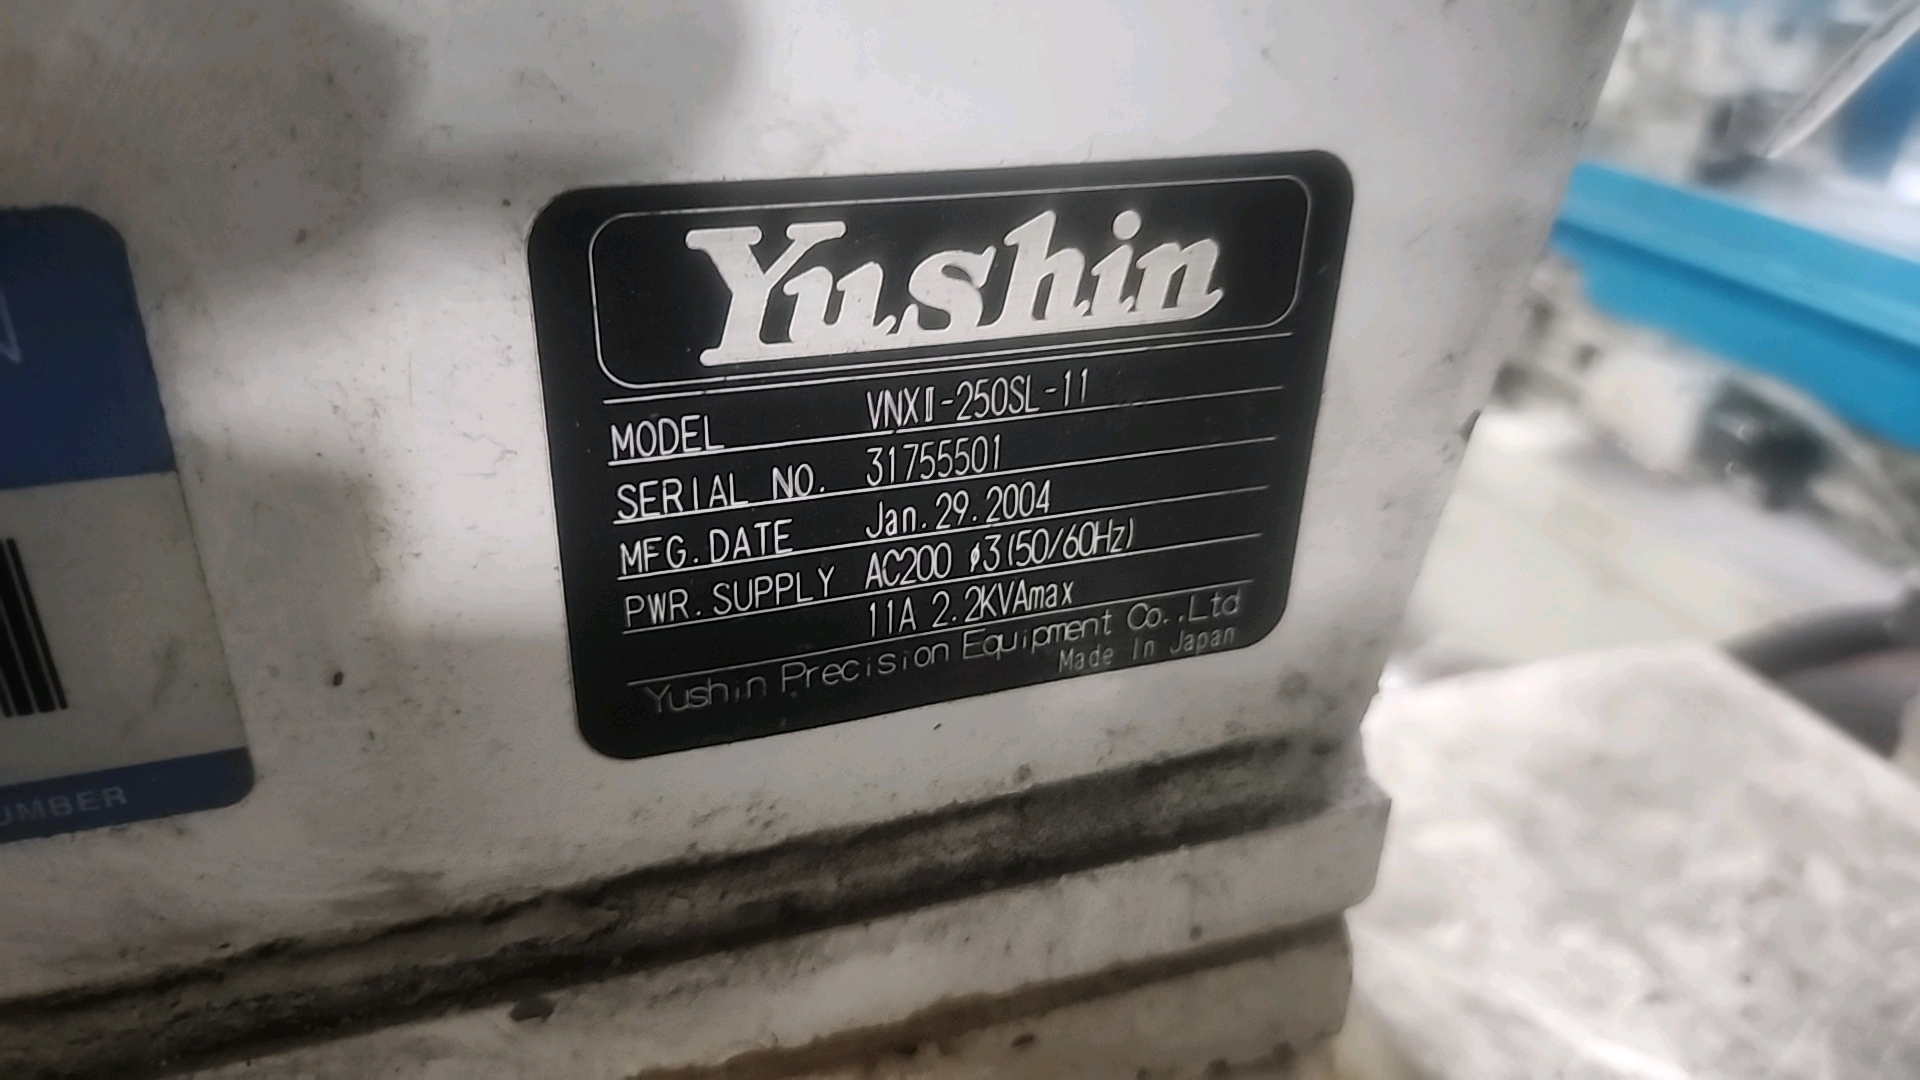 Yushin
MODEL VNXⅡ-250SL-11
SERIAL NO. 31755501
MFG.DATE Jan.29.2004
PWR.SUPPLY AC200 φ3(50/60Hz)
11A 2.2KVAmax
Yushin Precision Equipment Co.,Ltd
Made In Japan